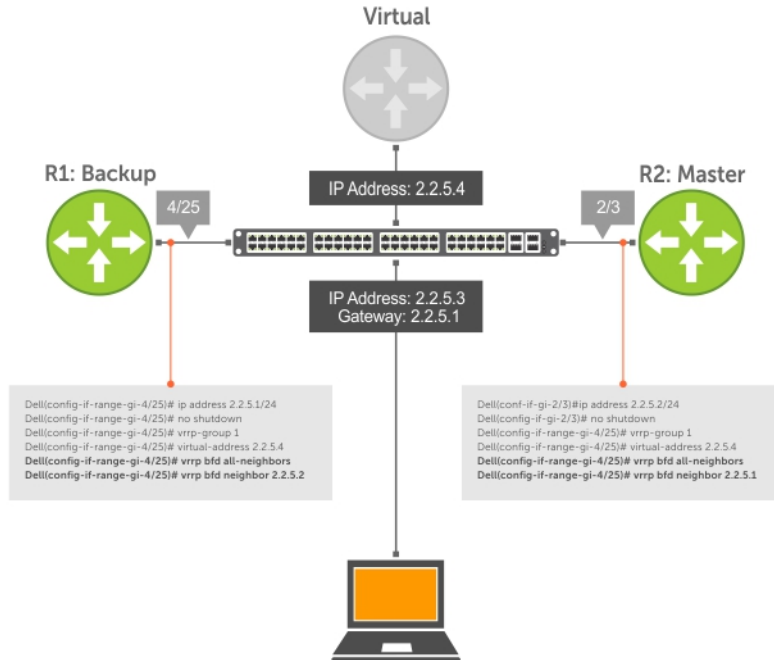 Virtual
R1: Backup
R2: Master
4/25
IP Address: 2.2.5.4
2/3
IP Address: 2.2.5.3
Gateway: 2.2.5.1
Dell(config-if-range-gi-4/25)# ip address 2.2.5.1/24
Dell(config-if-range-gi-4/25)# no shutdown
Dell(config-if-range-gi-4/25)# vrrp-group 1
Dell(config-if-range-gi-4/25)# virtual-address 2.2.5.4
Dell(config-if-range-gi-4/25)# vrrp bfd all-neighbors
Dell(config-if-range-gi-4/25)# vrrp bfd neighbor 2.2.5.2
Dell(conf-if-gi-2/3)#ip address 2.2.5.2/24
Dell(config-if-gi-2/3)# no shutdown
Dell(config-if-range-gi-4/25)# vrrp-group 1
Dell(config-if-range-gi-4/25)# virtual-address 2.2.5.4
Dell(config-if-range-gi-4/25)# vrrp bfd all-neighbors
Dell(config-if-range-gi-4/25)# vrrp bfd neighbor 2.2.5.1